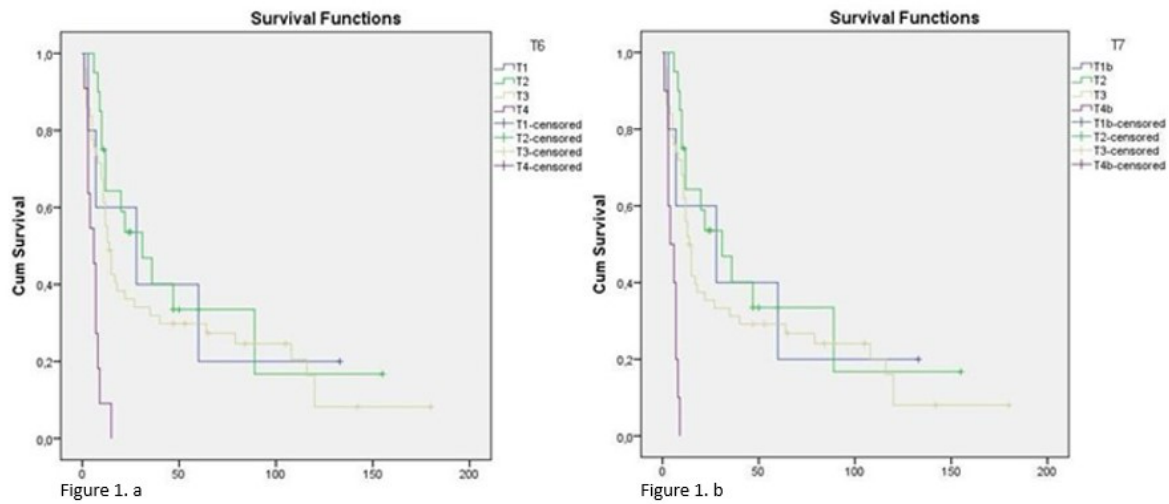 Survival Functions
T6
T1
T2
T3
T4
T1-censored
T2-censored
T3-censored
T4-censored
Cum Survival
1,0
0,8
0,6
0,4
0,2
0,0
0
50
100
150
200
Figure 1. a
Survival Functions
T7
T1b
T2
T3
T4b
T1b-censored
T2-censored
T3-censored
T4b-censored
Cum Survival
1,0
0,8
0,6
0,4
0,2
0,0
0
50
100
150
200
Figure 1. b